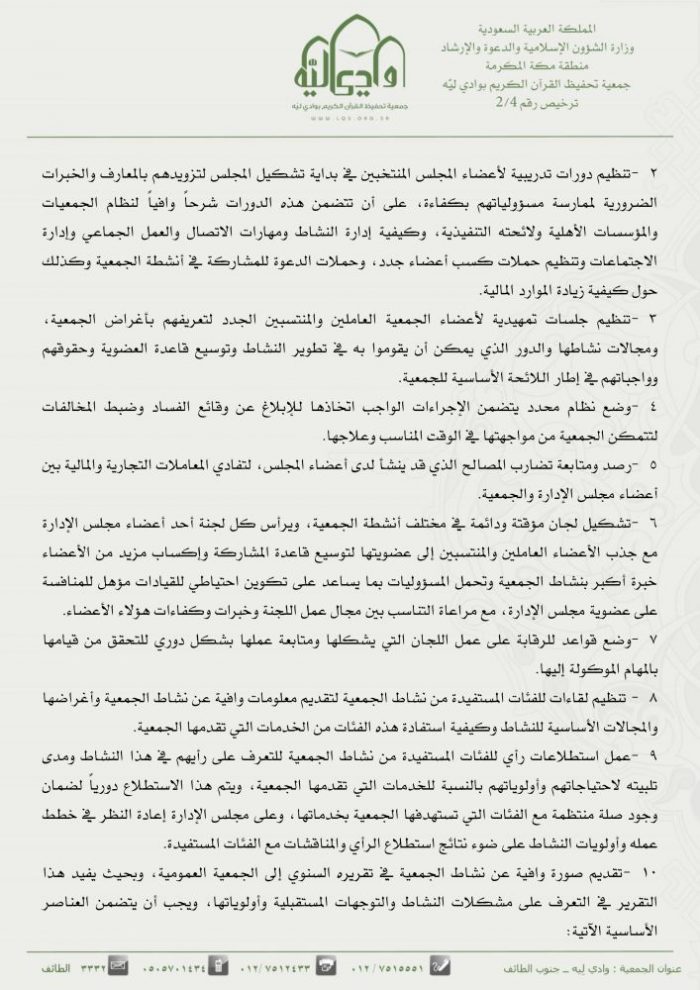 المملكة العربية السعودية
وزارة الشؤون الإسلامية والدعوة والإرشاد
منطقة مكة المكرمة
جمعية تحفيظ القرآن الكريم بوادي ليّه
ترخيص رقم 2/4
وادي ليّه
جمعية تحفيظ القرآن الكريم بوادي ليّه
٢ -تنظيم دورات تدريبية لأعضاء المجلس المنتخبين في بداية تشكيل المجلس لتزويدهم بالمعارف والخبرات
الضرورية لممارسة مسؤولياتهم بكفاءة، على أن تتضمن هذه الدورات شرحاً وافياً لنظام الجمعيات
والمؤسسات الأهلية ولائحته التنفيذية، وكيفية إدارة النشاط ومهارات الاتصال والعمل الجماعي وإدارة
الاجتماعات وتنظيم حملات كسب أعضاء جدد، وحملات الدعوة للمشاركة في أنشطة الجمعية وكذلك
حول كيفية زيادة الموارد المالية.
٣ -تنظيم جلسات تمهيدية لأعضاء الجمعية العاملين والمنتسبين الجدد لتعريفهم بأغراض الجمعية،
ومجالات نشاطها والدور الذي يمكن أن يقوموا به في تطوير النشاط وتوسيع قاعدة العضوية وحقوقهم
وواجباتهم في إطار اللائحة الأساسية للجمعية.
٤ -وضع نظام محدد يتضمن الإجراءات الواجب اتخاذها للإبلاغ عن وقائع الفساد وضبط المخالفات
لتتمكن الجمعية من مواجهتها في الوقت المناسب وعلاجها.
٥ -رصد ومتابعة تضارب المصالح الذي قد ينشأ لدى أعضاء المجلس، لتفادي المعاملات التجارية والمالية بين
أعضاء مجلس الإدارة والجمعية.
٦ -تشكيل لجان مؤقتة ودائمة في مختلف أنشطة الجمعية، ويرأس كل لجنة أحد أعضاء مجلس الإدارة
مع جذب الأعضاء العاملين والمنتسبين إلى عضويتها لتوسيع قاعدة المشاركة وإكساب مزيد من الأعضاء
خبرة أكبر بنشاط الجمعية وتحمل المسؤوليات بما يساعد على تكوين احتياطي للقيادات مؤهل للمنافسة
على عضوية مجلس الإدارة، مع مراعاة التناسب بين مجال عمل اللجنة وخبرات وكفاءات هؤلاء الأعضاء.
٧ -وضع قواعد للرقابة على عمل اللجان التي يشكلها ومتابعة عملها بشكل دوري للتحقق من قيامها
بالمهام الموكولة إليها.
٨ - تنظيم لقاءات للفئات المستفيدة من نشاط الجمعية لتقديم معلومات وافية عن نشاط الجمعية وأغراضها
والمجالات الأساسية للنشاط وكيفية استفادة هذه الفئات من الخدمات التي تقدمها الجمعية.
٩ -عمل استطلاعات رأي للفئات المستفيدة من نشاط الجمعية للتعرف على رأيهم في هذا النشاط ومدى
تلبيته لاحتياجاتهم وأولوياتهم بالنسبة للخدمات التي تقدمها الجمعية، ويتم هذا الاستطلاع دورياً لضمان
وجود صلة منتظمة مع الفئات التي تستهدفها الجمعية بخدماتها، وعلى مجلس الإدارة إعادة النظر في خطط
عمله وأولويات النشاط على ضوء نتائج استطلاع الرأي والمناقشات مع الفئات المستفيدة.
١٠ -تقديم صورة وافية عن نشاط الجمعية في تقريره السنوي إلى الجمعية العمومية، وبحيث يفيد هذا
التقرير في التعرف على مشكلات النشاط والتوجهات المستقبلية وأولوياتها، ويجب أن يتضمن العناصر
الأساسية الآتية:
عنوان الجمعية : وادي ليه ــ جنوب الطائف ٠١٢/٧٥١٥٥٥١ ٠١٢/٧٥١٢٤٣٣ ٠٥٠٥٧٠١٤٣٤ ٣٣٣٢ الطائف